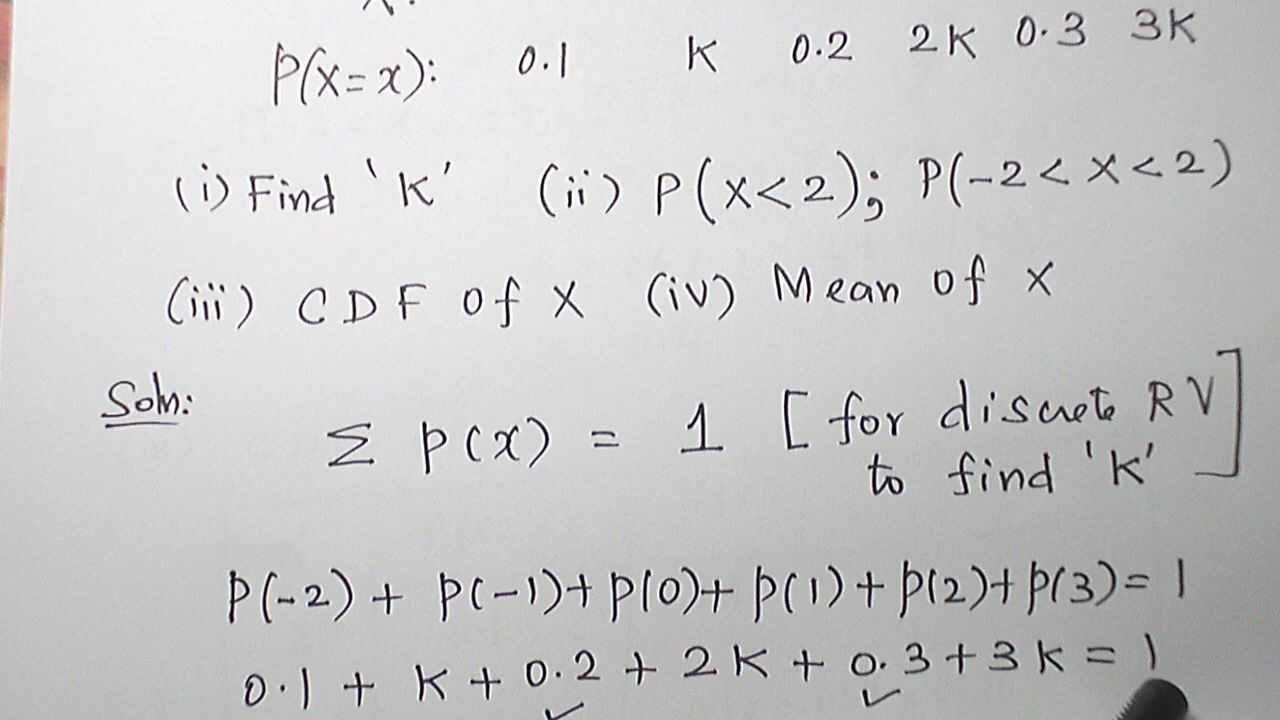 P(X=x): 0.1 K 0.2 2K 0.3 3K
(i) Find 'K' (ii) P(X<2); P(-2<X<2)
(iii) CDF of X (iv) Mean of X
Soln:
Σ p(x) = 1 [for discrete RV
to find 'K']
p(-2) + p(-1) + p(0) + p(1) + p(2) + p(3) = 1
0.1 + K + 0.2 + 2K + 0.3 + 3K = 1